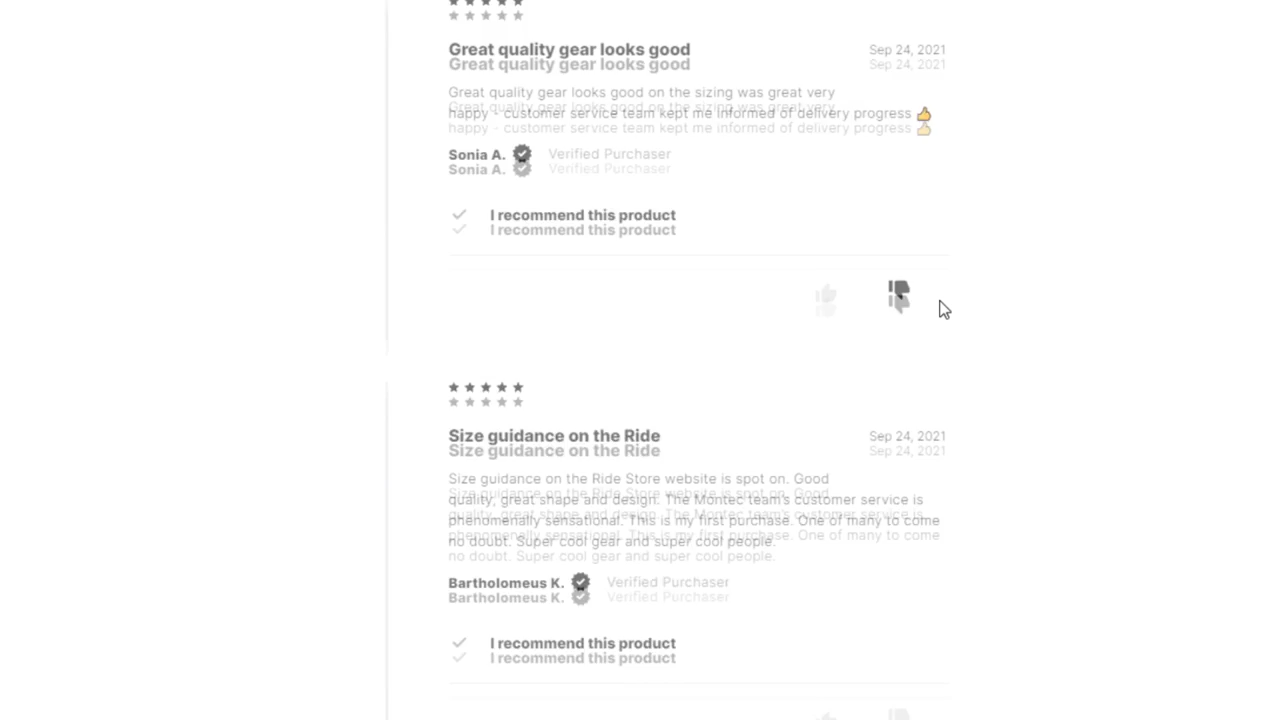 Great quality gear looks good
Sep 24, 2021
Great quality gear looks good on the sizing was great very
happy - customer service team kept me informed of delivery progress 👍
Sonia A. Verified Purchaser
I recommend this product
Size guidance on the Ride
Sep 24, 2021
Size guidance on the Ride Store website is spot on. Good
quality, great shape and design. The Montec team's customer service is
phenomenally sensational. This is my first purchase. One of many to come
no doubt. Super cool gear and super cool people.
Bartholomeus K. Verified Purchaser
I recommend this product